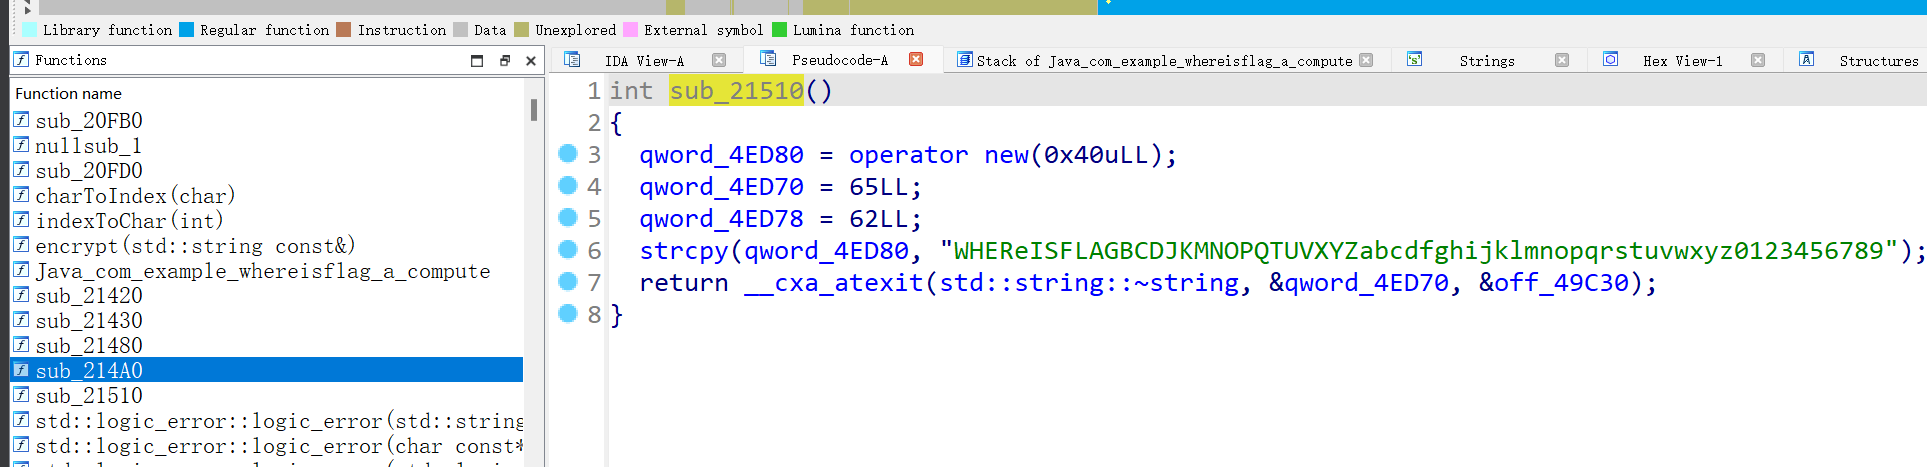 Library function Regular function Instruction Data Unexplored External symbol Lumina function
Functions
Function name
sub_20FB0
nullsub_1
sub_20FD0
charToIndex(char)
indexToChar(int)
encrypt(std::string const&)
Java_com_example_whereisflag_a_compute
sub_21420
sub_21430
sub_21480
sub_214A0
sub_21510
std::logic_error::logic_error(std::string
std::logic_error::logic_error(char const*
IDA View-A Pseudocode-A Stack of Java_com_example_whereisflag_a_compute Strings Hex View-1 Structures
1 int sub_21510()
2 {
3 qword_4ED80 = operator new(0x40uLL);
4 qword_4ED70 = 65LL;
5 qword_4ED78 = 62LL;
6 strcpy(qword_4ED80, "WHEReISFLAGBCDJKMNOPQTUVXYZabcdfghijklmnopqrstuvwxyz0123456789");
7 return __cxa_atexit(std::string::~string, &qword_4ED70, &off_49C30);
8 }